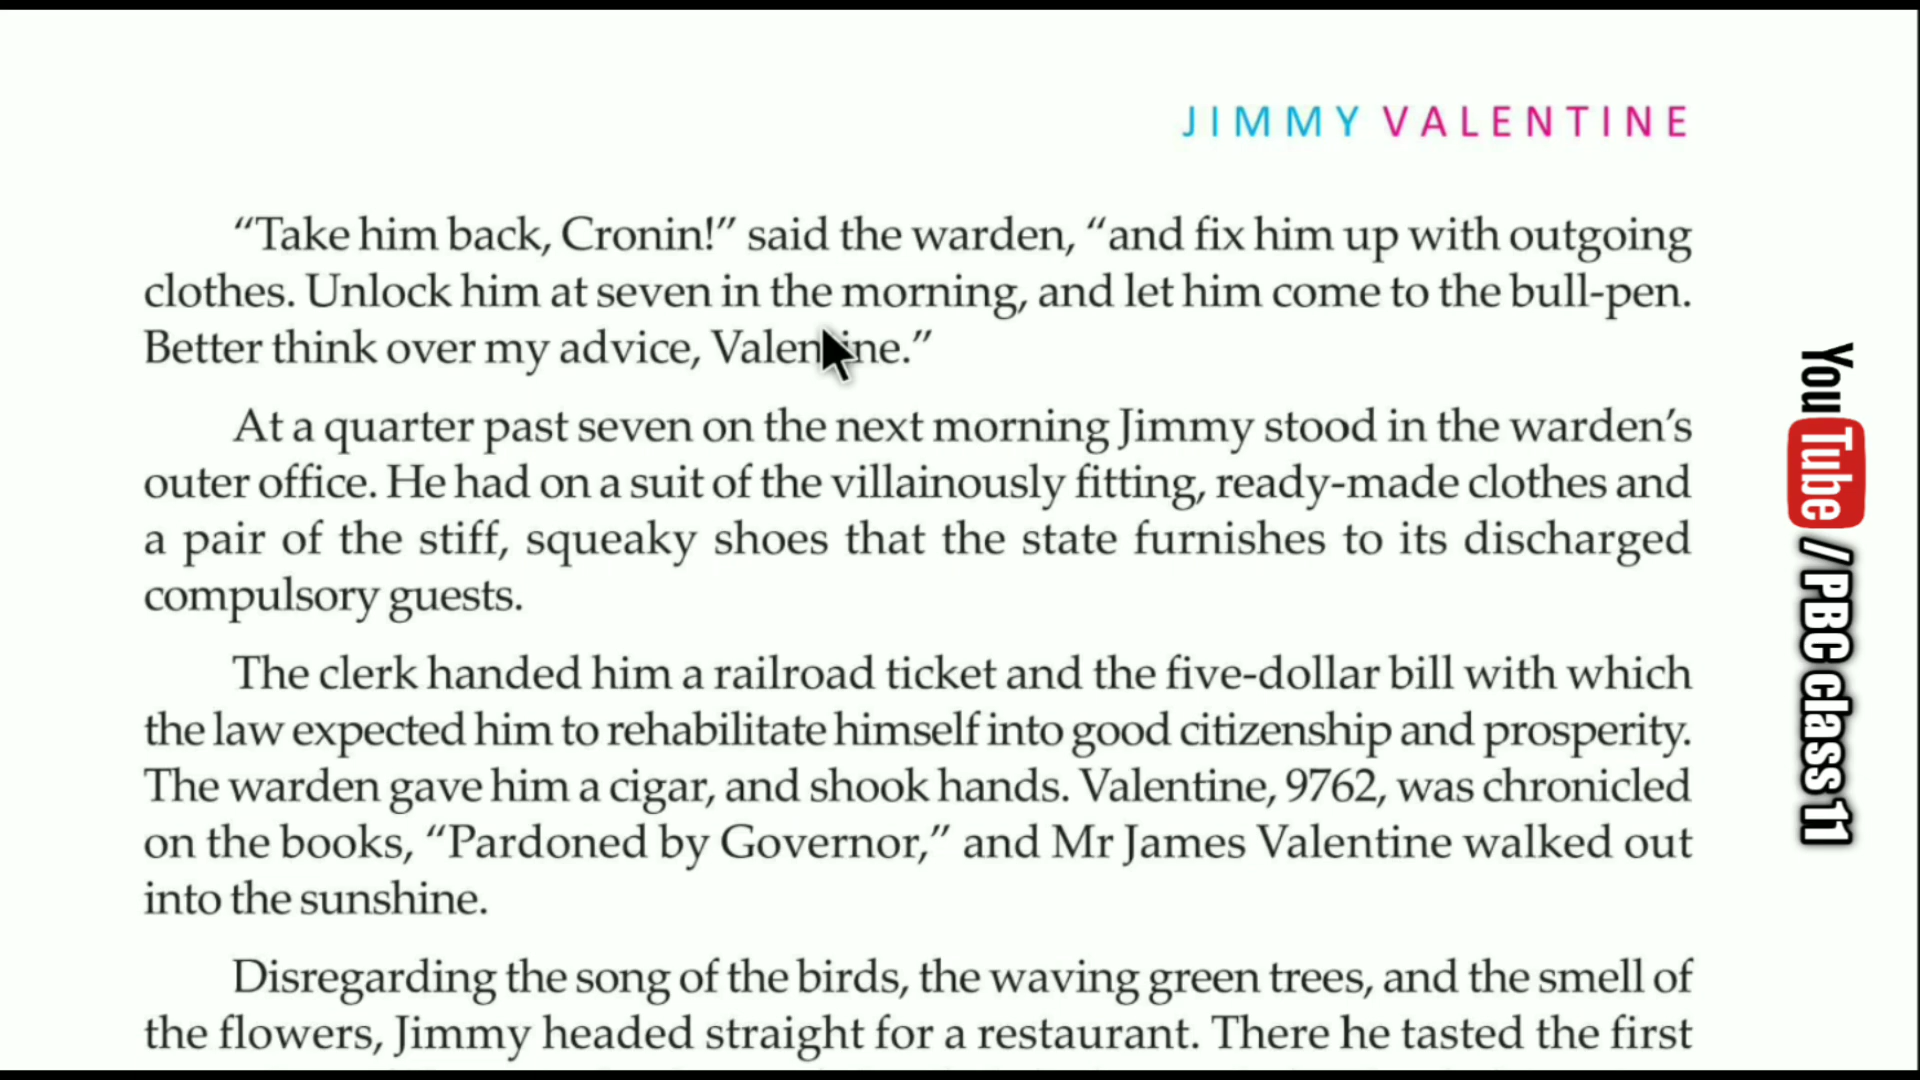 JIMMY VALENTINE
“Take him back, Cronin!” said the warden, “and fix him up with outgoing
clothes. Unlock him at seven in the morning, and let him come to the bull-pen.
Better think over my advice, Valentine.”
At a quarter past seven on the next morning Jimmy stood in the warden’s
outer office. He had on a suit of the villainously fitting, ready-made clothes and
a pair of the stiff, squeaky shoes that the state furnishes to its discharged
compulsory guests.
The clerk handed him a railroad ticket and the five-dollar bill with which
the law expected him to rehabilitate himself into good citizenship and prosperity.
The warden gave him a cigar, and shook hands. Valentine, 9762, was chronicled
on the books, “Pardoned by Governor,” and Mr James Valentine walked out
into the sunshine.
Disregarding the song of the birds, the waving green trees, and the smell of
the flowers, Jimmy headed straight for a restaurant. There he tasted the first
YouTube //PBC class 11